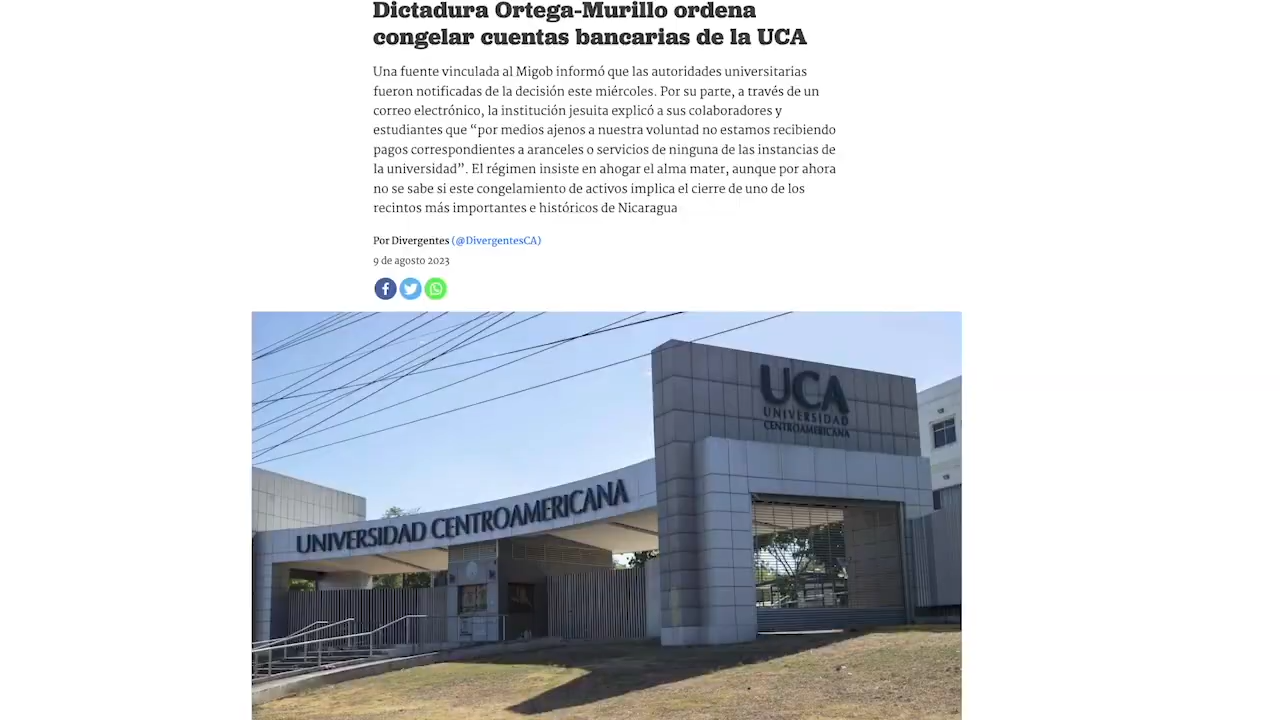 Dictadura Ortega-Murillo ordena
congelar cuentas bancarias de la UCA
Una fuente vinculada al Migob informó que las autoridades universitarias
fueron notificadas de la decisión este miércoles. Por su parte, a través de un
correo electrónico, la institución jesuita explicó a sus colaboradores y
estudiantes que “por medios ajenos a nuestra voluntad no estamos recibiendo
pagos correspondientes a aranceles o servicios de ninguna de las instancias de
la universidad”. El régimen insiste en ahogar el alma mater, aunque por ahora
no se sabe si este congelamiento de activos implica el cierre de uno de los
recintos más importantes e históricos de Nicaragua
Por Divergentes (@DivergentesCA)
9 de agosto 2023
UCA
UNIVERSIDAD
CENTROAMERICANA
UNIVERSIDAD CENTROAMERICANA